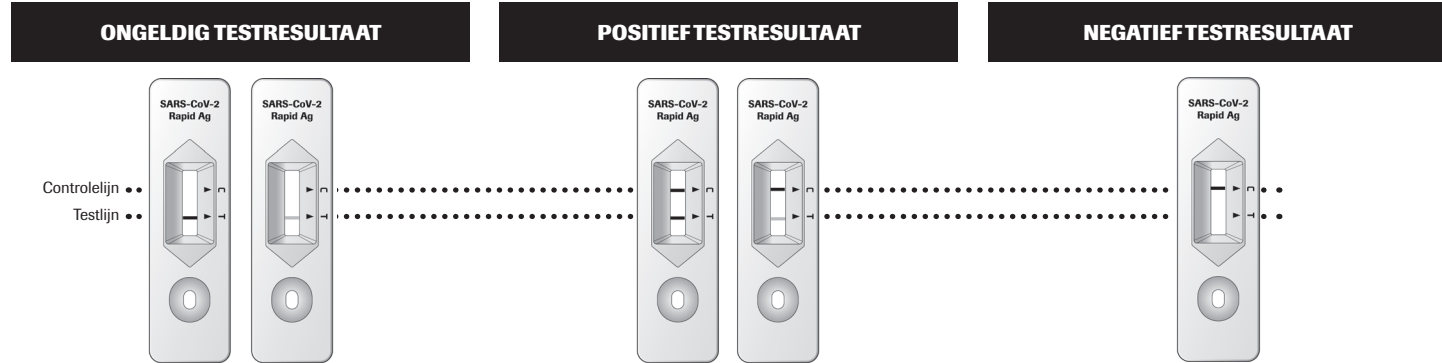 ONGELDIG TESTRESULTAAT
POSITIEF TESTRESULTAAT
NEGATIEF TESTRESULTAAT
SARS-CoV-2
Rapid Ag
SARS-CoV-2
Rapid Ag
SARS-CoV-2
Rapid Ag
SARS-CoV-2
Rapid Ag
SARS-CoV-2
Rapid Ag
Controlelijn
C
C
C
C
C
Testlijn
T
T
T
T
T